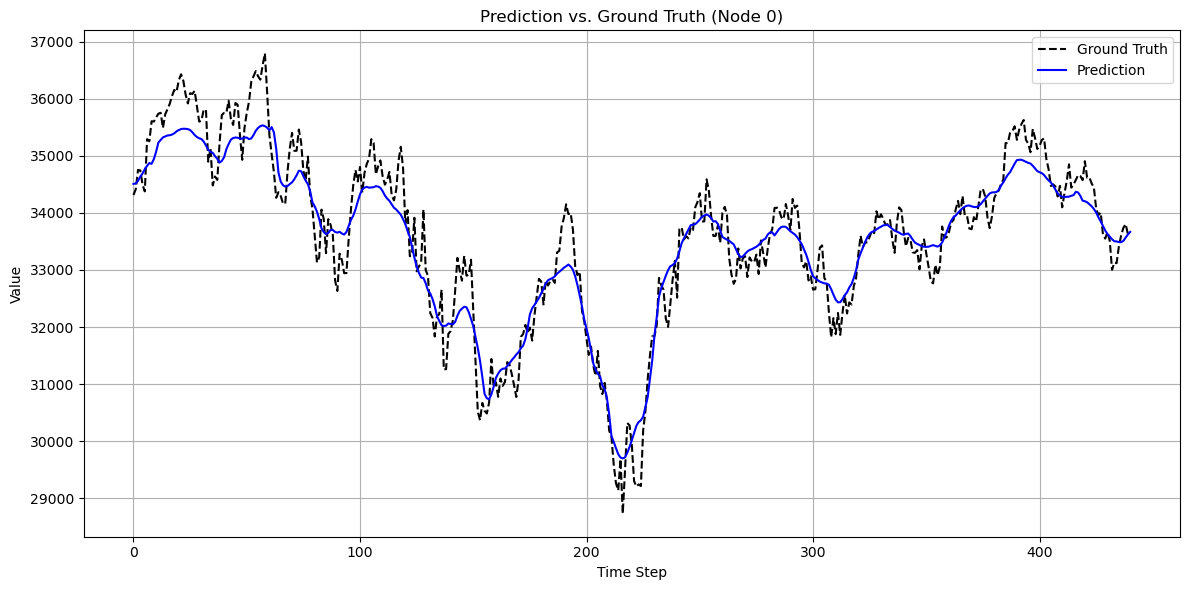 Prediction vs. Ground Truth (Node 0)
37000
36000
35000
34000
33000
32000
31000
30000
29000
Value
0
100
200
300
400
Time Step
Ground Truth
Prediction